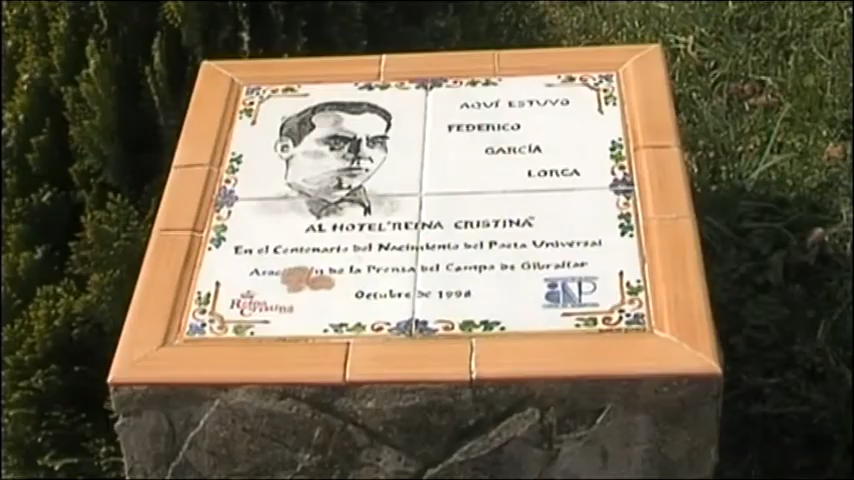 AQUÍ ESTUVO
FEDERICO
GARCÍA
LORCA
AL HOTEL "REINA CRISTINA"
En el Centenario del Nacimiento del Poeta Universal
de la Prensa del Campo de Gibraltar
Octubre de 1998
Reina
Cristina